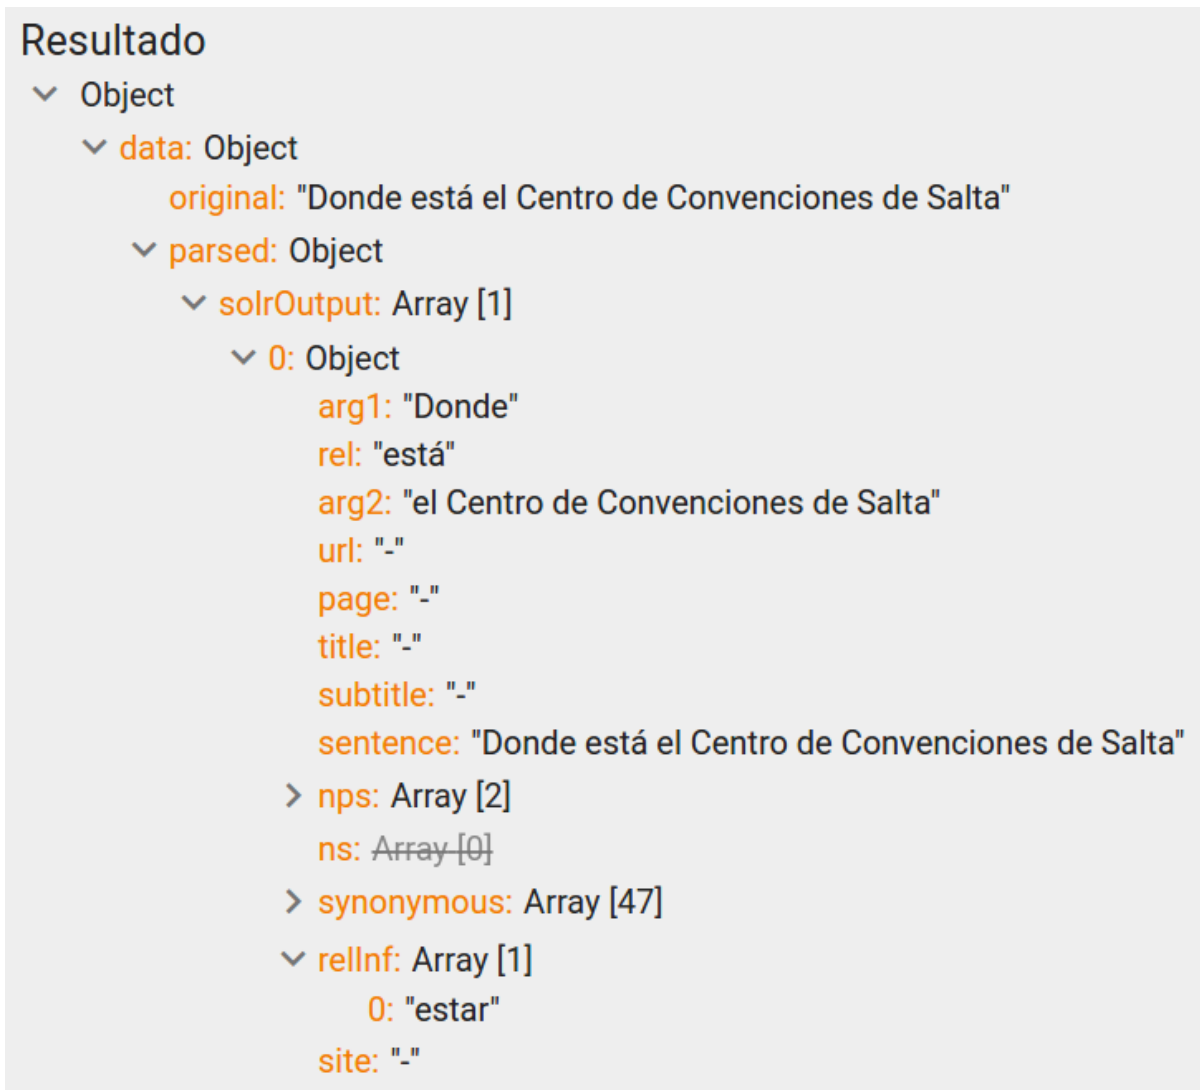 Resultado
Object
data: Object
original: "Donde está el Centro de Convenciones de Salta"
parsed: Object
solrOutput: Array [1]
0: Object
arg1: "Donde"
rel: "está"
arg2: "el Centro de Convenciones de Salta"
url: "-"
page: "-"
title: "-"
subtitle: "-"
sentence: "Donde está el Centro de Convenciones de Salta"
nps: Array [2]
ns: Array [0]
synonymous: Array [47]
relInf: Array [1]
0: "estar"
site: "-"